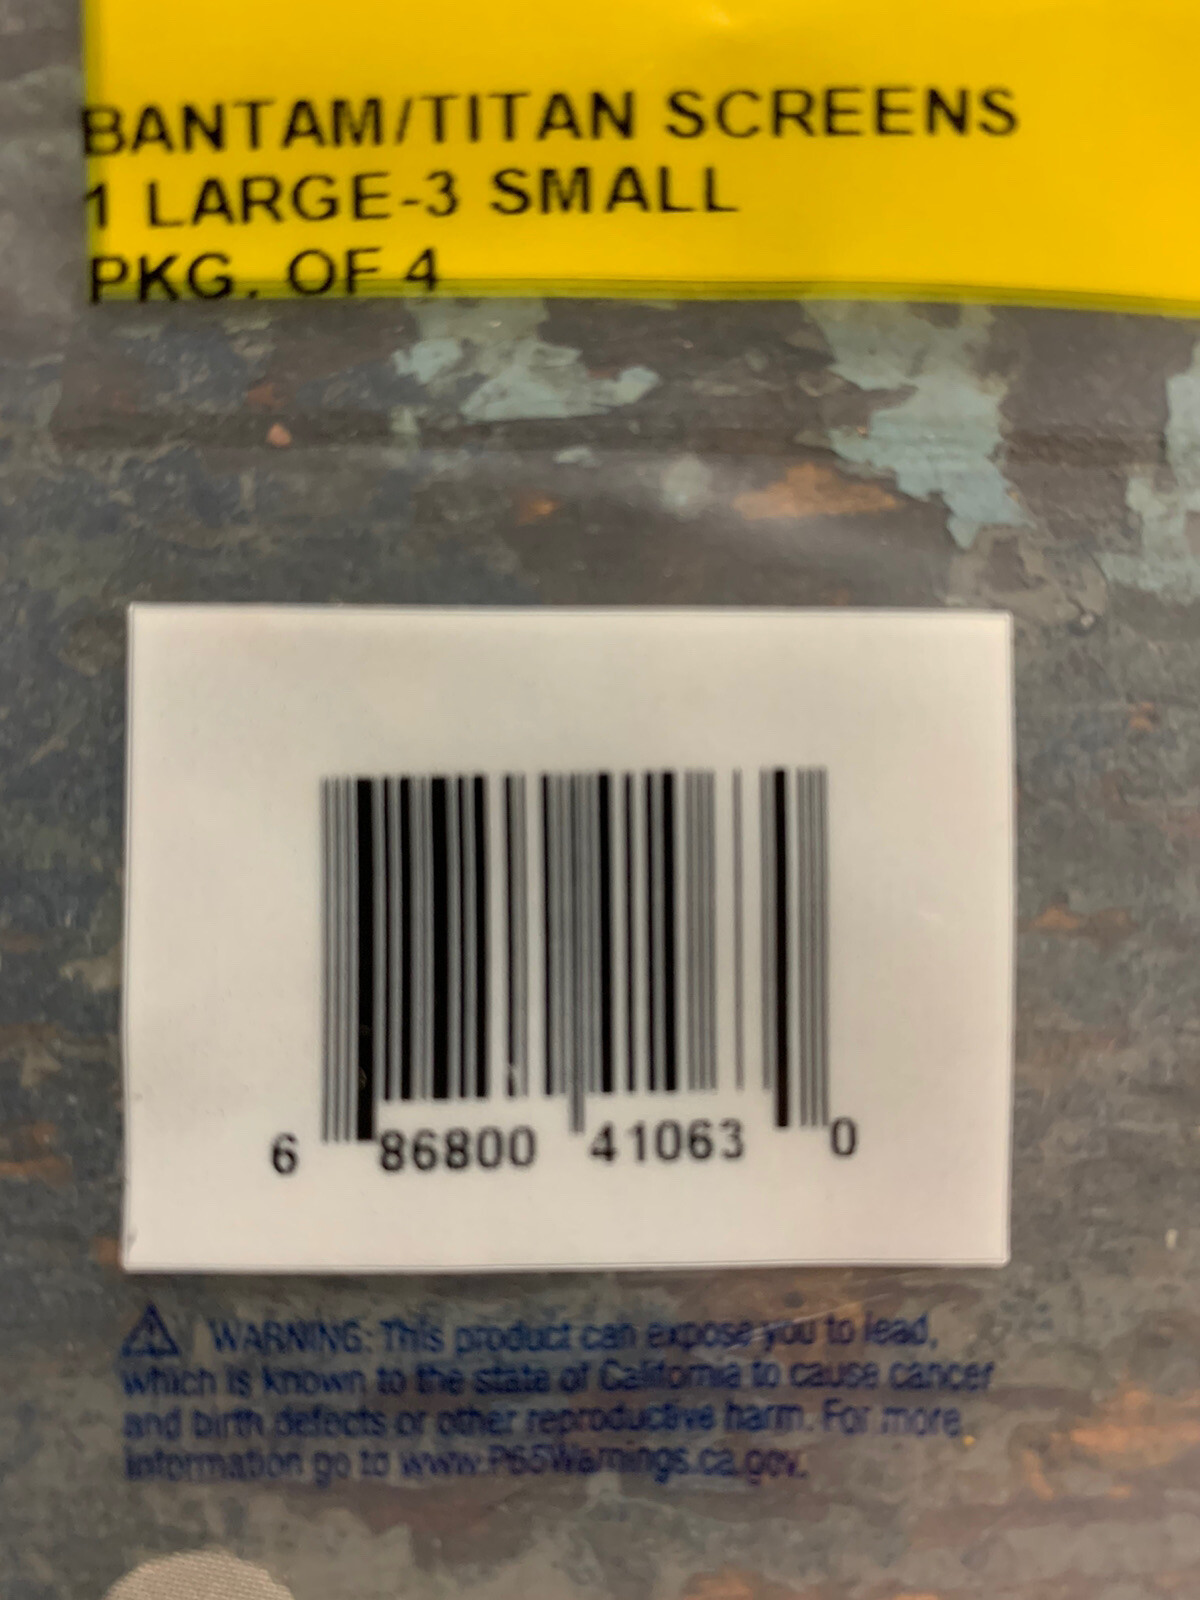 BANTAM/TITAN SCREENS
1 LARGE-3 SMALL
PKG. OF 4
6 86800 41063 0
WARNING: This product can expose you to lead,
which is known to the state of California to cause cancer
and birth defects or other reproductive harm. For more
information go to www.P65Warnings.ca.gov.